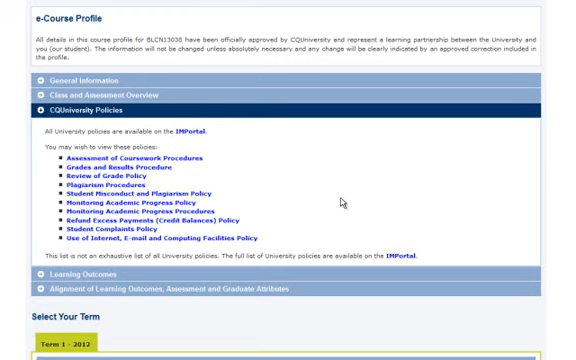 e-Course Profile
All details in this course profile for BLCN13038 have been officially approved by CQUniversity and represent a learning partnership between the University and
you (our student). The information will not be changed unless absolutely necessary and any change will be clearly indicated by an approved correction included in
the profile.
General Information
Class and Assessment Overview
CQUniversity Policies
All University policies are available on the IMPortal.
You may wish to view these policies:
Assessment of Coursework Procedures
Grades and Results Procedure
Review of Grade Policy
Plagiarism Procedures
Student Misconduct and Plagiarism Policy
Monitoring Academic Progress Policy
Monitoring Academic Progress Procedures
Refund Excess Payments (Credit Balances) Policy
Student Complaints Policy
Use of Internet, E-mail and Computing Facilities Policy
This list is not an exhaustive list of all University policies. The full list of University policies are available on the IMPortal.
Learning Outcomes
Alignment of Learning Outcomes, Assessment and Graduate Attributes
Select Your Term
Term 1 - 2012